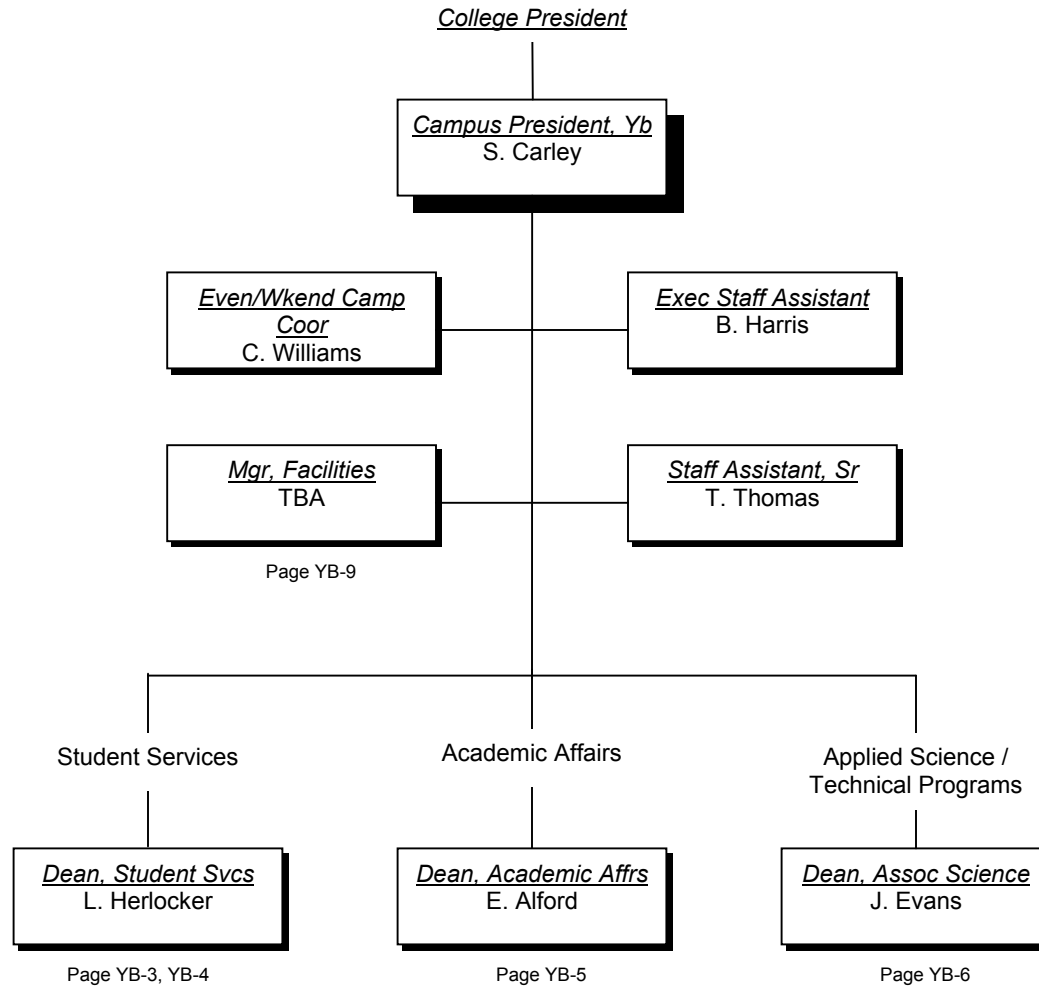 College President
Campus President, Yb
S. Carley
Even/Wkend Camp
Coor
C. Williams
Exec Staff Assistant
B. Harris
Mgr, Facilities
TBA
Staff Assistant, Sr
T. Thomas
Page YB-9
Student Services
Academic Affairs
Applied Science /
Technical Programs
Dean, Student Svcs
L. Herlocker
Dean, Academic Affrs
E. Alford
Dean, Assoc Science
J. Evans
Page YB-3, YB-4
Page YB-5
Page YB-6